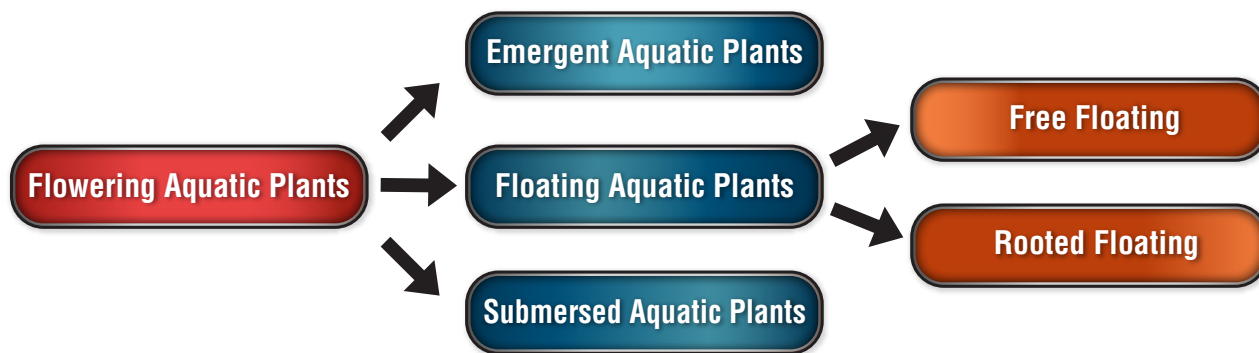 Emergent Aquatic Plants
Free Floating
Flowering Aquatic Plants
Floating Aquatic Plants
Rooted Floating
Submersed Aquatic Plants